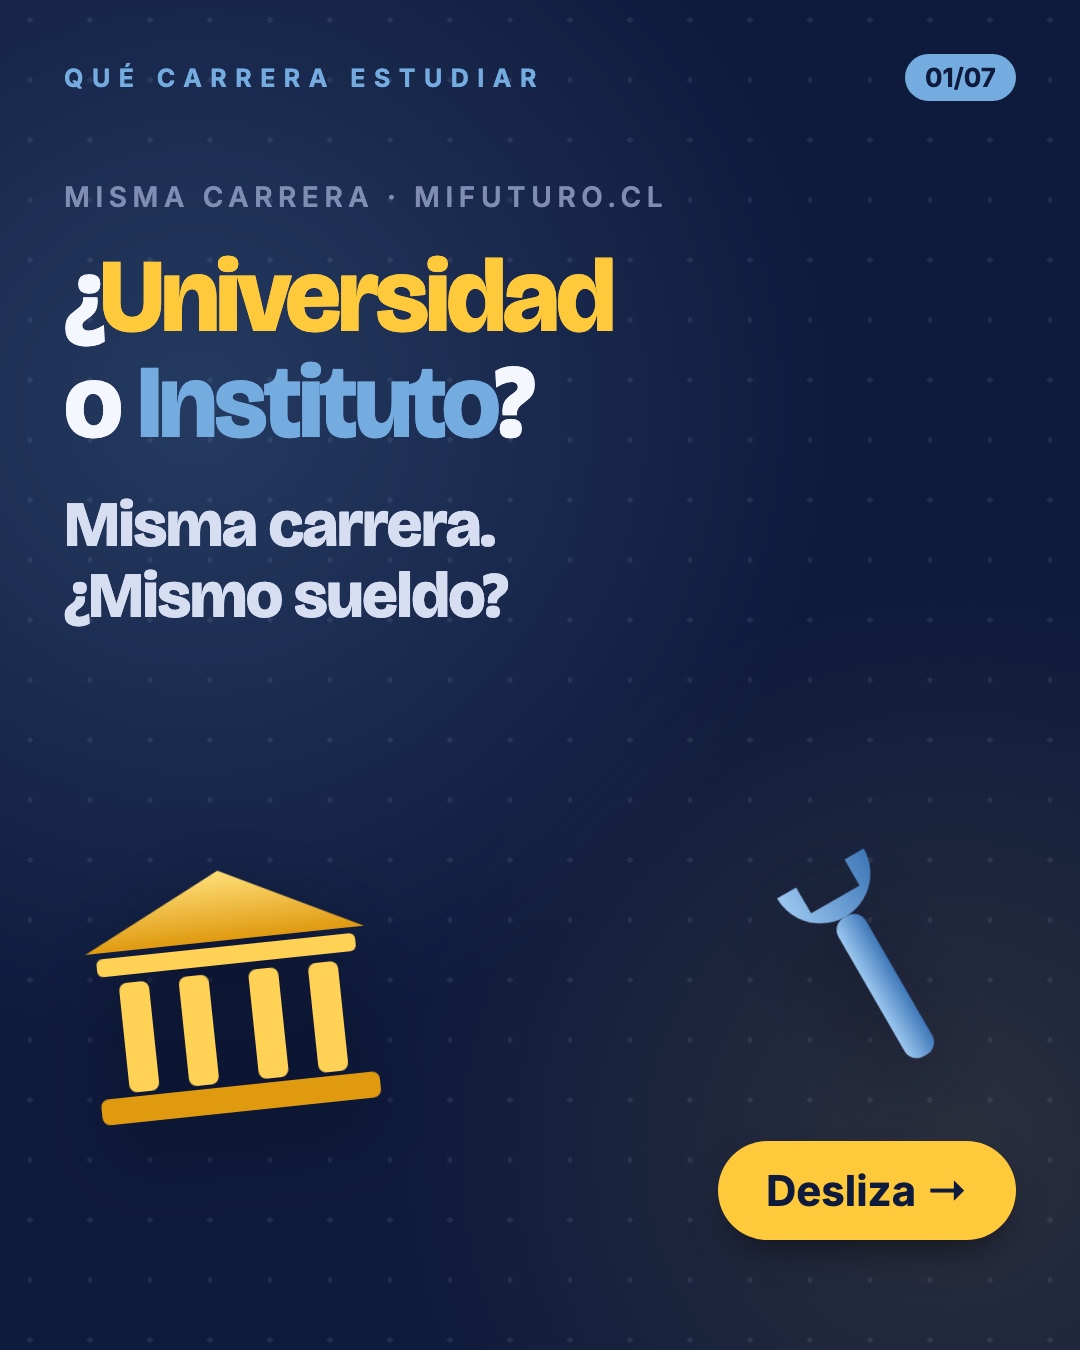 QUÉ CARRERA ESTUDIAR
01/07
MISMA CARRERA · MIFUTURO.CL
¿Universidad
o Instituto?
Misma carrera.
¿Mismo sueldo?
Desliza →